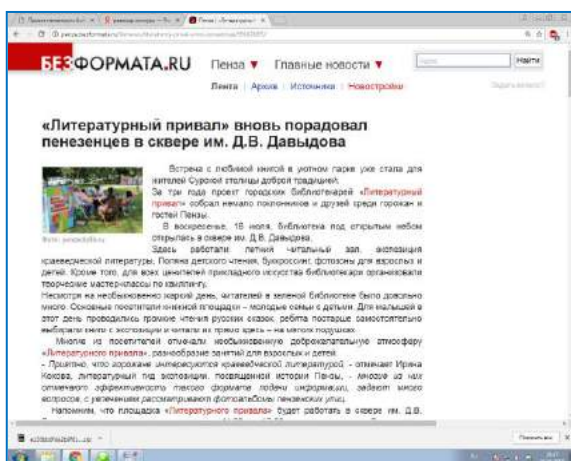 БЕЗФОРМАТА.RU
Пенза ▼ Главные новости ▼
Найти
Лента | Архив | Источники | Новостройки
«Литературный привал» вновь порадовал
пензенцев в сквере им. Д.В. Давыдова
Встреча с любимой книгой в уютном парке уже стала для
жителей Сурской столицы доброй традицией.
За три года проект городских библиотекарей «Литературный
привал» собрал немало поклонников и друзей среди горожан и
гостей Пензы.
В воскресенье, 16 июля, библиотека под открытым небом
открылась в сквере им. Д.В. Давыдова.
Здесь работали летний читальный зал, экспозиция
краеведческой литературы, Поляна детского чтения, буккроссинг, фотозоны для взрослых и
детей. Кроме того, для всех ценителей прикладного искусства библиотекари организовали
творческие мастер-классы по квиллингу.
Несмотря на необыкновенно жаркий день, читателей в зеленой библиотеке было довольно
много. Основные посетители книжной площадки – молодые семьи с детьми. Для малышей в
этот день проводились громкие чтения русских сказок, ребята постарше самостоятельно
выбирали книги с экспозиции и читали их прямо здесь – на мягких подушках.
Многие из посетителей отмечали необыкновенную доброжелательную атмосферу
«Литературного привала», разнообразие занятий для взрослых и детей.
- Приятно, что горожане интересуются краеведческой литературой, - отмечает Ирина
Кокова, литературный гид экспозиции, посвященной истории Пензы, - многие из них
отмечают эффективность такого формата подачи информации, задают много
вопросов, с увлечением рассматривают фотоальбомы пензенских улиц.
Напомним, что площадка «Литературного привала» будет работать в сквере им. Д.В.
Показать все